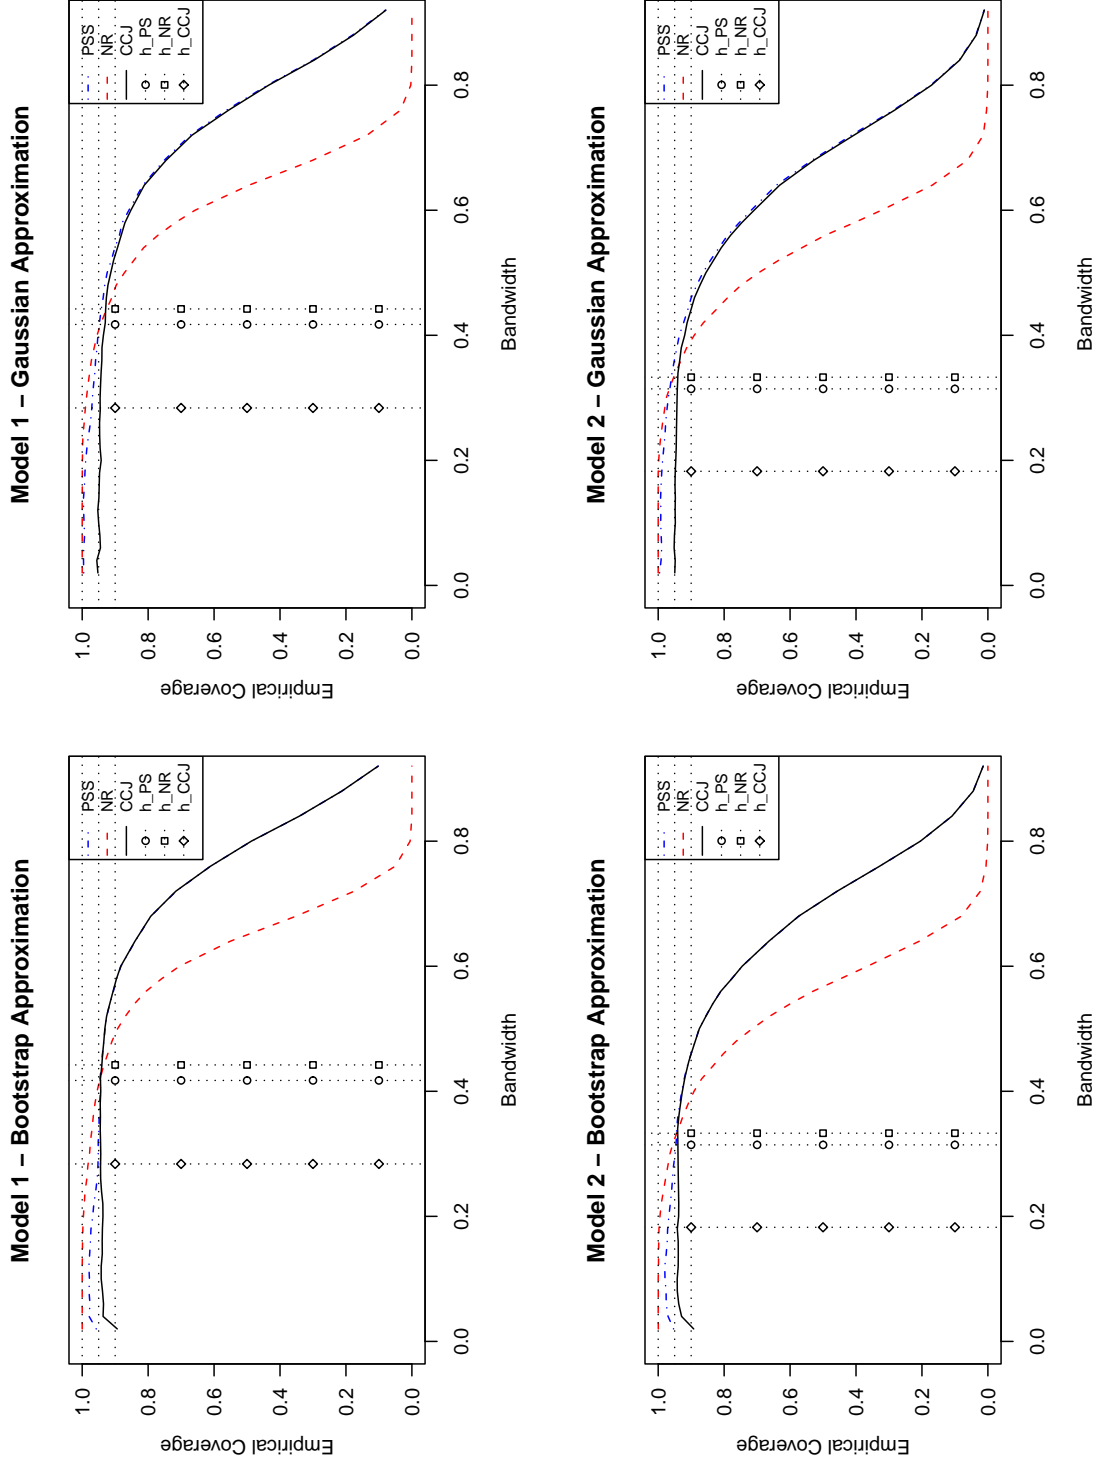 Model 1 – Bootstrap Approximation
Empirical Coverage
1.0
0.8
0.6
0.4
0.2
0.0
0.0 0.2 0.4 0.6 0.8
Bandwidth
PSS
NR
CCJ
h_PS
h_NR
h_CCJ
Model 1 – Gaussian Approximation
Empirical Coverage
1.0
0.8
0.6
0.4
0.2
0.0
0.0 0.2 0.4 0.6 0.8
Bandwidth
PSS
NR
CCJ
h_PS
h_NR
h_CCJ
Model 2 – Bootstrap Approximation
Empirical Coverage
1.0
0.8
0.6
0.4
0.2
0.0
0.0 0.2 0.4 0.6 0.8
Bandwidth
PSS
NR
CCJ
h_PS
h_NR
h_CCJ
Model 2 – Gaussian Approximation
Empirical Coverage
1.0
0.8
0.6
0.4
0.2
0.0
0.0 0.2 0.4 0.6 0.8
Bandwidth
PSS
NR
CCJ
h_PS
h_NR
h_CCJ